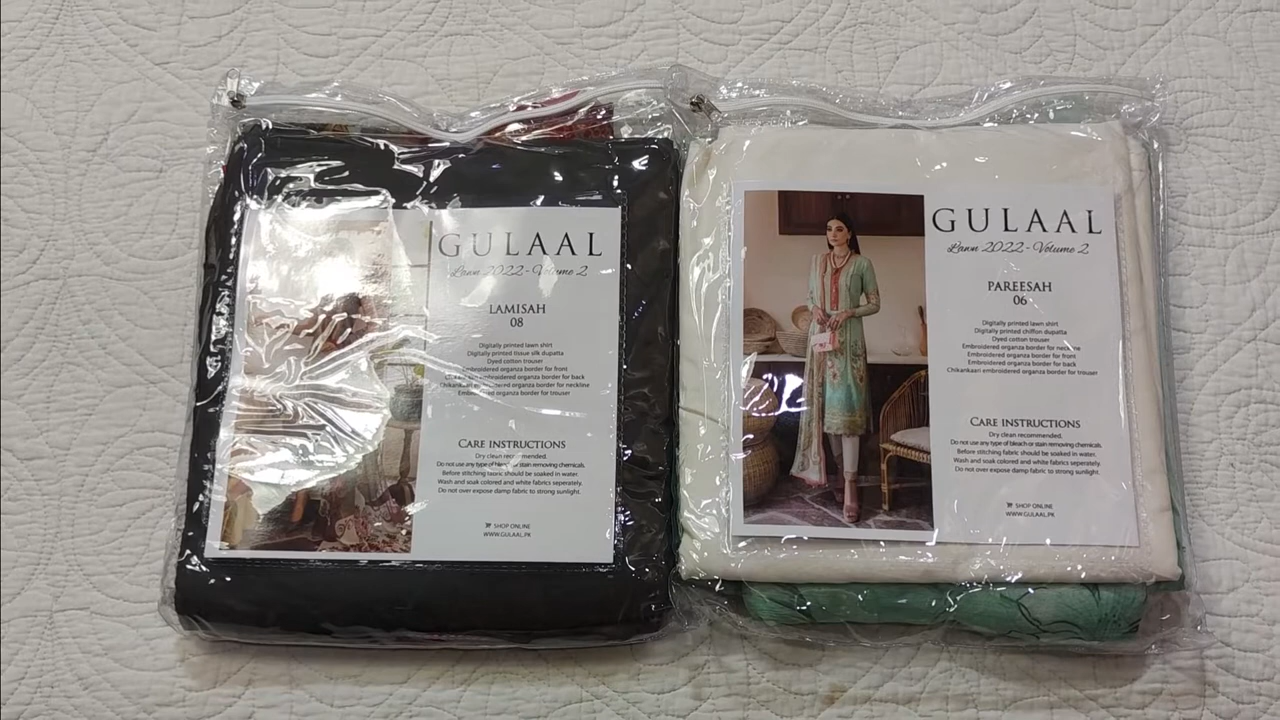 GULAAL
Lawn 2022 - Volume 2
LAMISAH
08
Digitally printed lawn shirt
Digitally printed tissue silk dupatta
Dyed cotton trouser
Embroidered organza border for front
embroidered organza border for back
Chikankaari embroidered organza border for neckline
Embroidered organza border for trouser
CARE INSTRUCTIONS
Dry clean recommended.
Do not use any type of bleach or stain removing chemicals.
Before stitching fabric should be soaked in water.
Wash and soak colored and white fabrics seperately.
Do not over expose damp fabric to strong sunlight.
SHOP ONLINE
WWW.GULAAL.PK
GULAAL
Lawn 2022 - Volume 2
PAREESAH
06
Digitally printed lawn shirt
Digitally printed chiffon dupatta
Dyed cotton trouser
Embroidered organza border for neckline
Embroidered organza border for front
Embroidered organza border for back
Chikankaari embroidered organza border for trouser
CARE INSTRUCTIONS
Dry clean recommended.
Do not use any type of bleach or stain removing chemicals.
Before stitching fabric should be soaked in water.
Wash and soak colored and white fabrics seperately.
Do not over expose damp fabric to strong sunlight.
SHOP ONLINE
WWW.GULAAL.PK